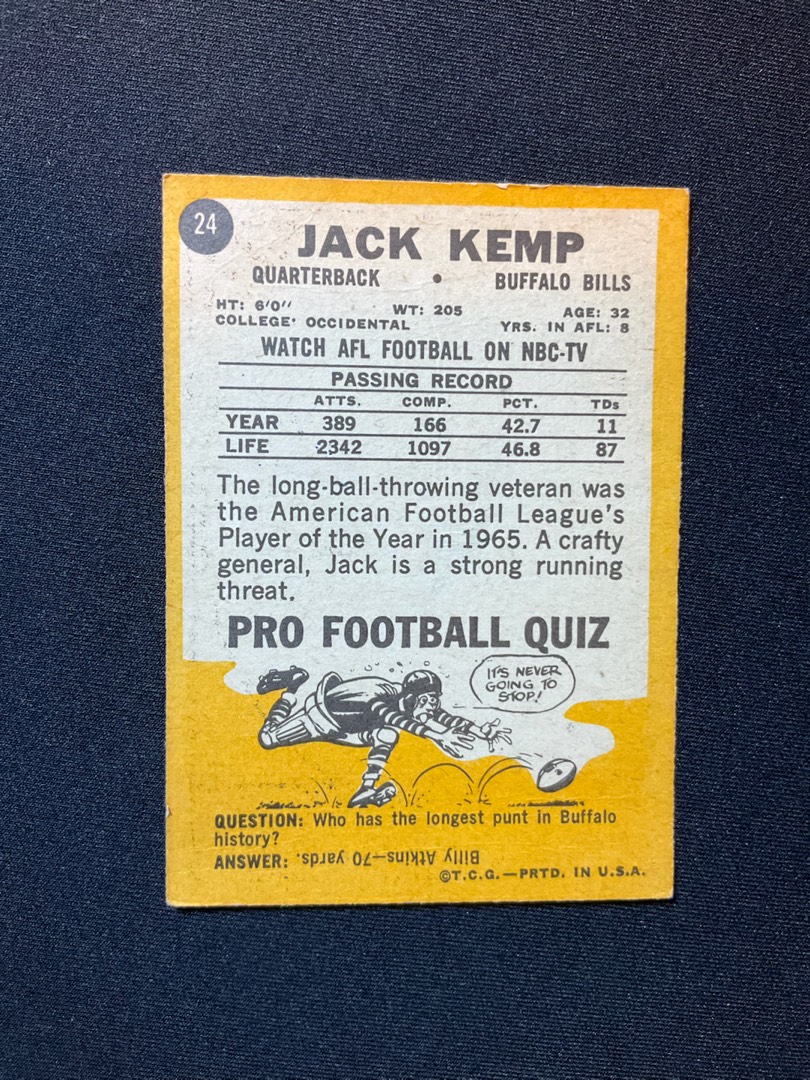 24
JACK KEMP
QUARTERBACK • BUFFALO BILLS
HT: 6'0'' WT: 205 AGE: 32
COLLEGE: OCCIDENTAL YRS. IN AFL: 8
WATCH AFL FOOTBALL ON NBC-TV
PASSING RECORD
ATTS. COMP. PCT. TDs
YEAR 389 166 42.7 11
LIFE 2342 1097 46.8 87
The long-ball-throwing veteran was
the American Football League's
Player of the Year in 1965. A crafty
general, Jack is a strong running
threat.
PRO FOOTBALL QUIZ
IT'S NEVER
GOING TO
STOP!
QUESTION: Who has the longest punt in Buffalo
history?
ANSWER: Billy Atkins—70 yards.
©T.C.G.—PRTD. IN U.S.A.